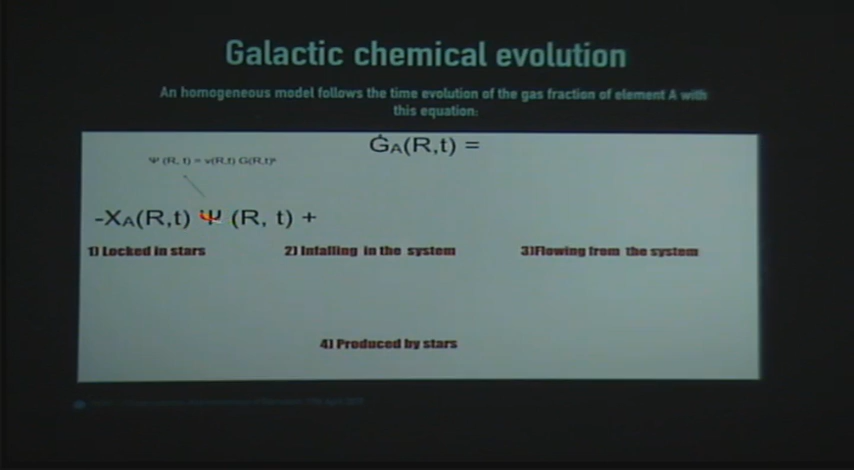 Galactic chemical evolution
An homogeneous model follows the time evolution of the gas fraction of element A with
this equation:
ĠA(R,t) =
Ψ (R, t) = ν(R,t) G(R,t)ᵏ
-XA(R,t) Ψ (R, t) +
1) Locked in stars 2) Infalling in the system 3)Flowing from the system
4) Produced by stars